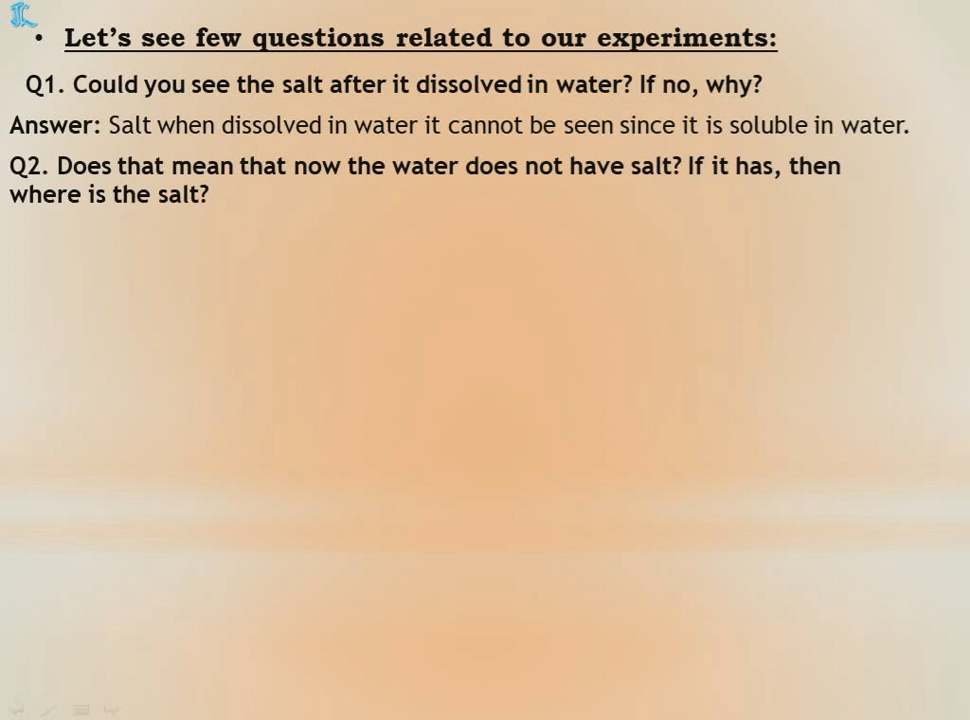 • Let's see few questions related to our experiments:
Q1. Could you see the salt after it dissolved in water? If no, why?
Answer: Salt when dissolved in water it cannot be seen since it is soluble in water.
Q2. Does that mean that now the water does not have salt? If it has, then
where is the salt?